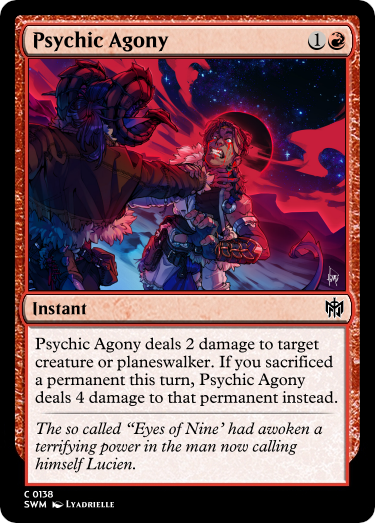 Psychic Agony 1
Instant
Psychic Agony deals 2 damage to target
creature or planeswalker. If you sacrificed
a permanent this turn, Psychic Agony
deals 4 damage to that permanent instead.
The so called “Eyes of Nine’ had awoken a
terrifying power in the man now calling
himself Lucien.
C 0138
SWM Lyadrielle